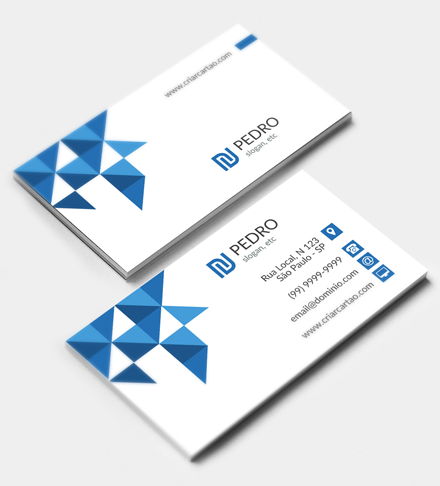 www.criarcartao.com
PEDRO
slogan, etc
PEDRO
slogan, etc
Rua Local, N 123
São Paulo - SP
(99) 9999-9999
email@dominio.com
www.criarcartao.com